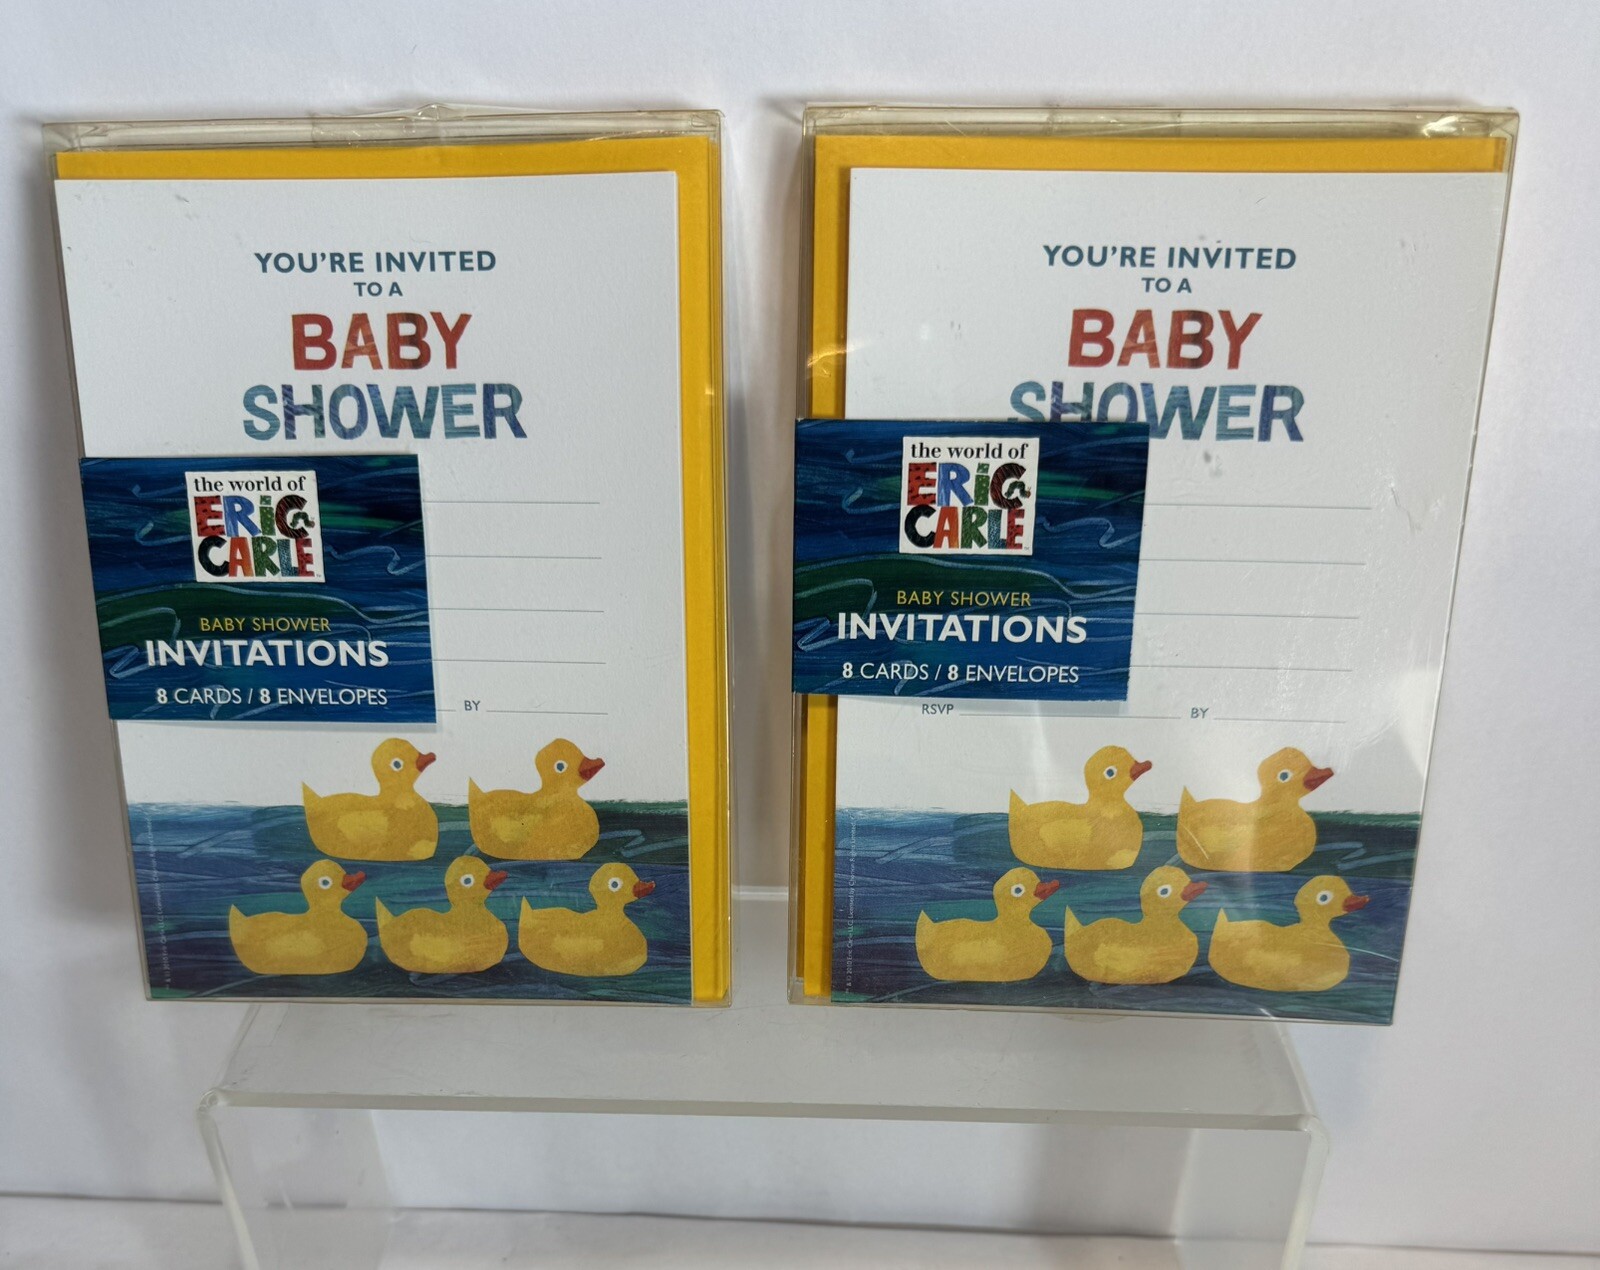 YOU'RE INVITED
TO A
BABY
SHOWER
the world of
ERIC
CARLE
BABY SHOWER
INVITATIONS
8 CARDS / 8 ENVELOPES
BY
YOU'RE INVITED
TO A
BABY
SHOWER
the world of
ERIC
CARLE
BABY SHOWER
INVITATIONS
8 CARDS / 8 ENVELOPES
RSVP BY